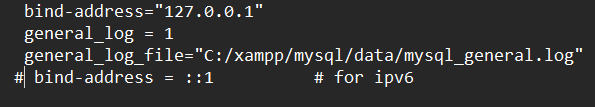 bind-address="127.0.0.1"
general_log = 1
general_log_file="C:/xampp/mysql/data/mysql_general.log"
# bind-address = ::1 # for ipv6